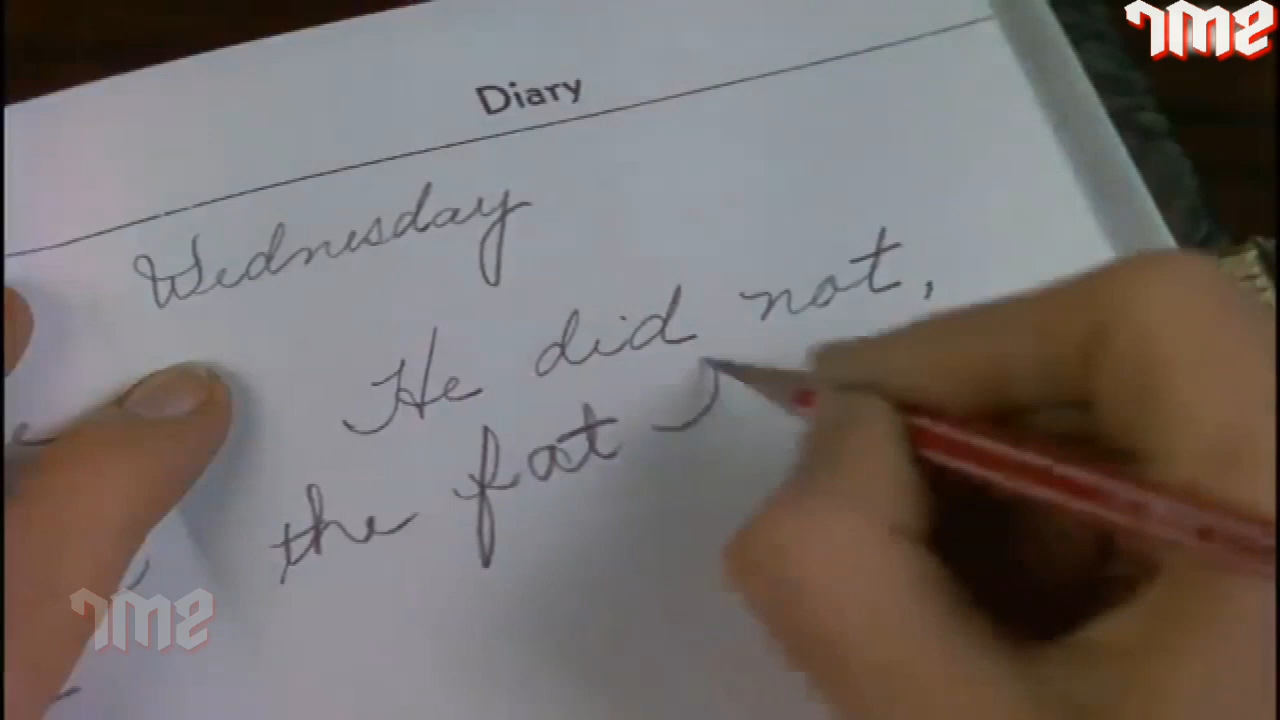 Diary
Wednesday
He did not,
the fat